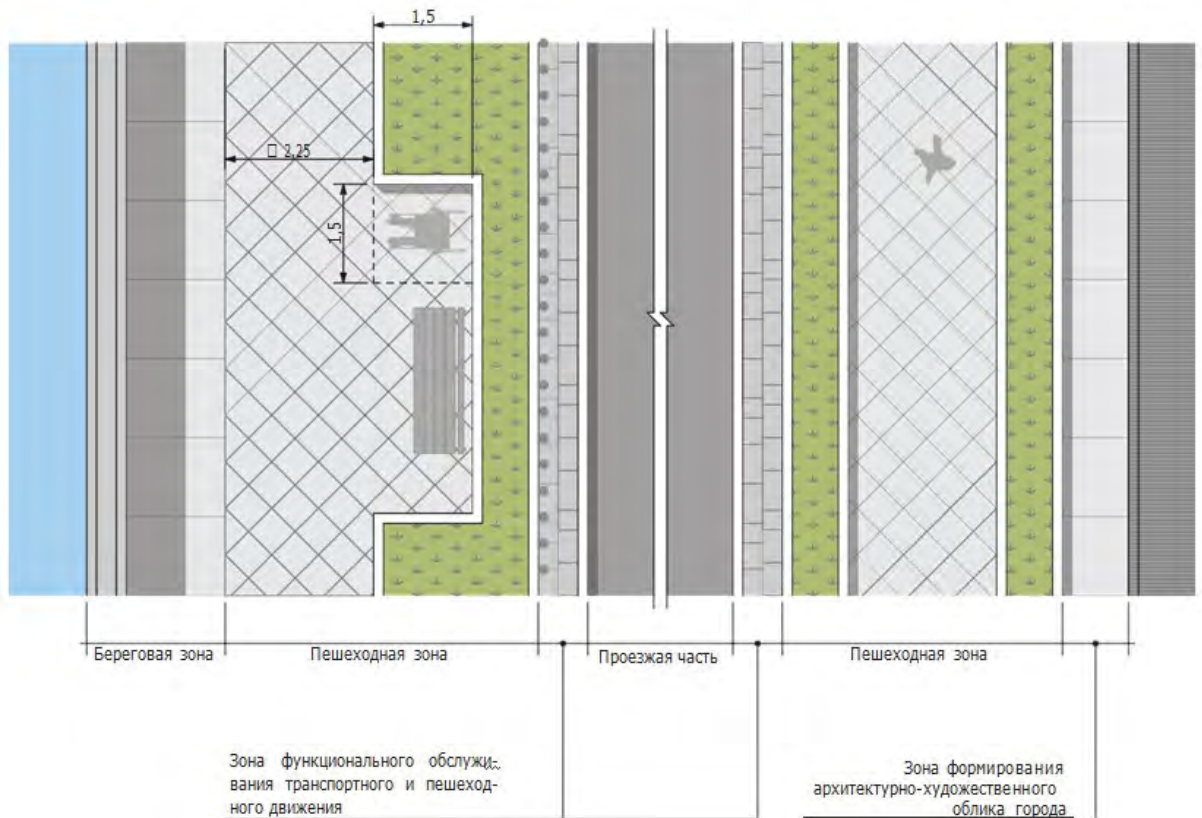 1,5
□ 2,25
1,5
Береговая зона
Пешеходная зона
Проезжая часть
Пешеходная зона
Зона функционального обслужи-
вания транспортного и пешеход-
ного движения
Зона формирования
архитектурно-художественного
облика города